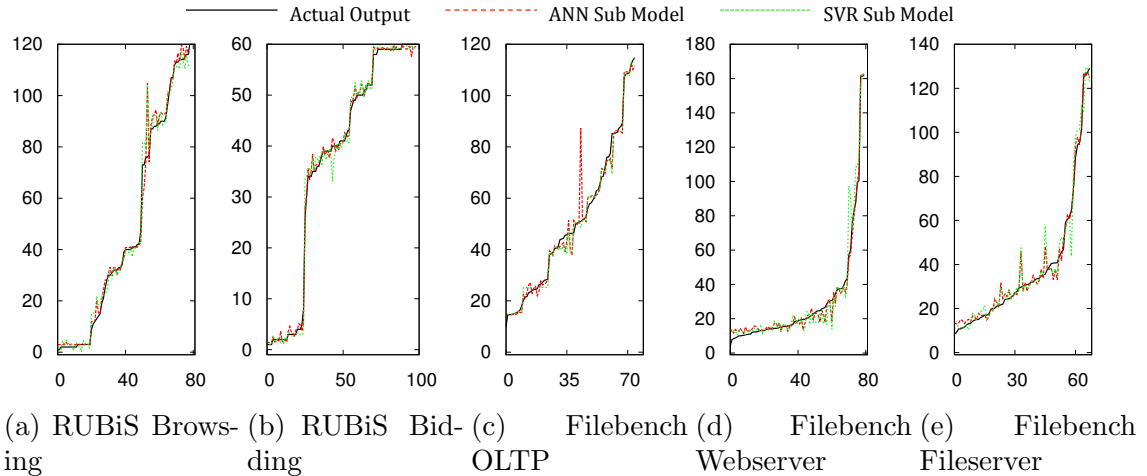 Actual Output ANN Sub Model SVR Sub Model
120 60 120 180 140
100 50 100 160 120
80 40 80 140 100
60 30 60 120 80
40 20 40 100 60
20 10 20 80 40
0 0 0 60 20
40 0
20
0
0 40 80 0 50 100 0 35 70 0 40 80 0 30 60
(a) RUBiS Brows- (b) RUBiS Bid- (c) Filebench (d) Filebench (e) Filebench
ing ding OLTP Webserver Fileserver